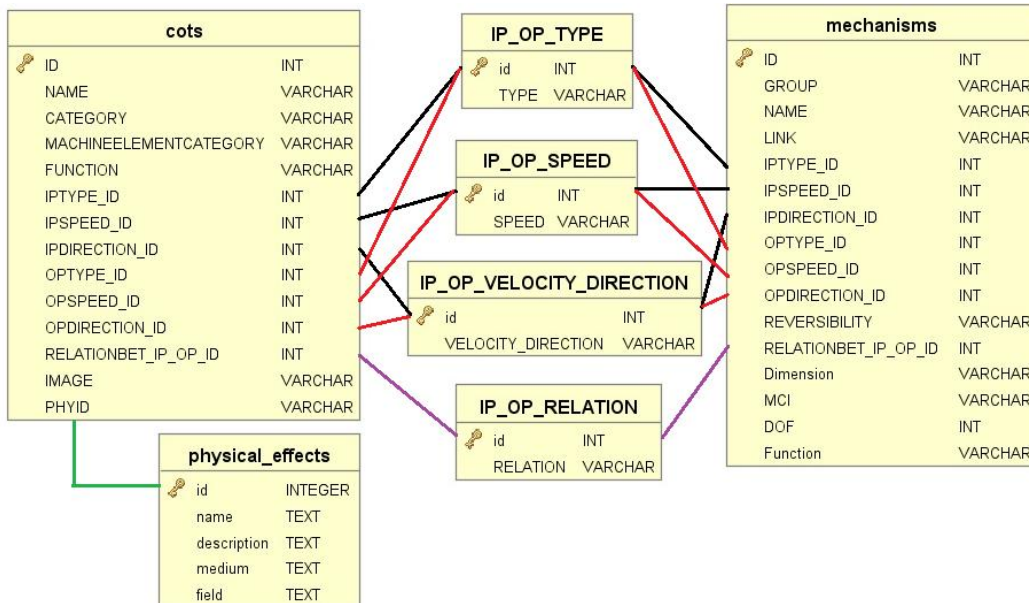 cots
ID INT
NAME VARCHAR
CATEGORY VARCHAR
MACHINEELEMENTCATEGORY VARCHAR
FUNCTION VARCHAR
IPTYPE_ID INT
IPSPEED_ID INT
IPDIRECTION_ID INT
OPTYPE_ID INT
OPSPEED_ID INT
OPDIRECTION_ID INT
RELATIONBET_IP_OP_ID INT
IMAGE VARCHAR
PHYID VARCHAR
physical_effects
id INTEGER
name TEXT
description TEXT
medium TEXT
field TEXT
IP_OP_TYPE
id INT
TYPE VARCHAR
IP_OP_SPEED
id INT
SPEED VARCHAR
IP_OP_VELOCITY_DIRECTION
id INT
VELOCITY_DIRECTION VARCHAR
IP_OP_RELATION
id INT
RELATION VARCHAR
mechanisms
ID INT
GROUP VARCHAR
NAME VARCHAR
LINK VARCHAR
IPTYPE_ID INT
IPSPEED_ID INT
IPDIRECTION_ID INT
OPTYPE_ID INT
OPSPEED_ID INT
OPDIRECTION_ID INT
REVERSIBILITY VARCHAR
RELATIONBET_IP_OP_ID INT
Dimension VARCHAR
MCI VARCHAR
DOF INT
Function VARCHAR